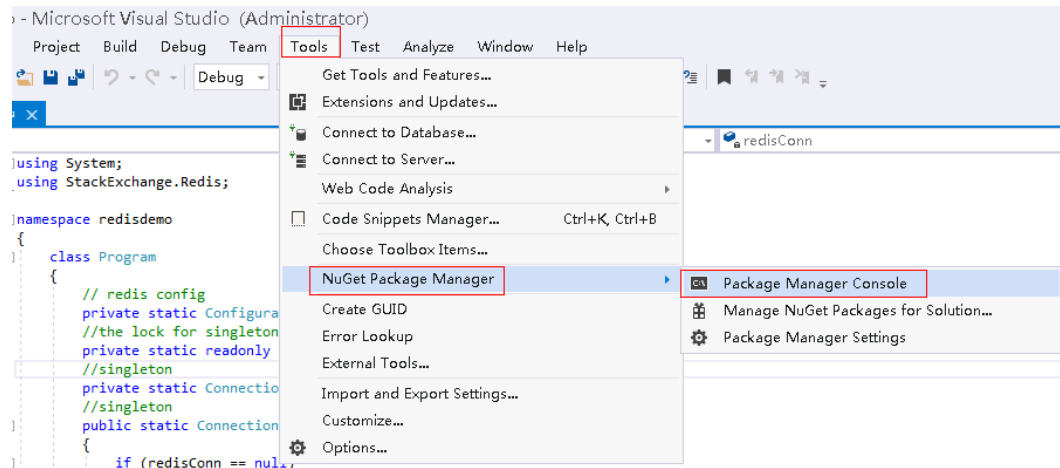 - Microsoft Visual Studio (Administrator)
Project Build Debug Team Tools Test Analyze Window Help
Debug
Get Tools and Features...
Extensions and Updates...
Connect to Database...
Connect to Server...
Web Code Analysis
Code Snippets Manager... Ctrl+K, Ctrl+B
Choose Toolbox Items...
NuGet Package Manager
Create GUID
Error Lookup
External Tools...
Import and Export Settings...
Customize...
Options...
Package Manager Console
Manage NuGet Packages for Solution...
Package Manager Settings
redisConn
using System;
using StackExchange.Redis;
namespace redisdemo
{
class Program
{
// redis config
private static Configura
//the lock for singleton
private static readonly
//singleton
private static Connectio
//singleton
public static Connection
{
if (redisConn == null)